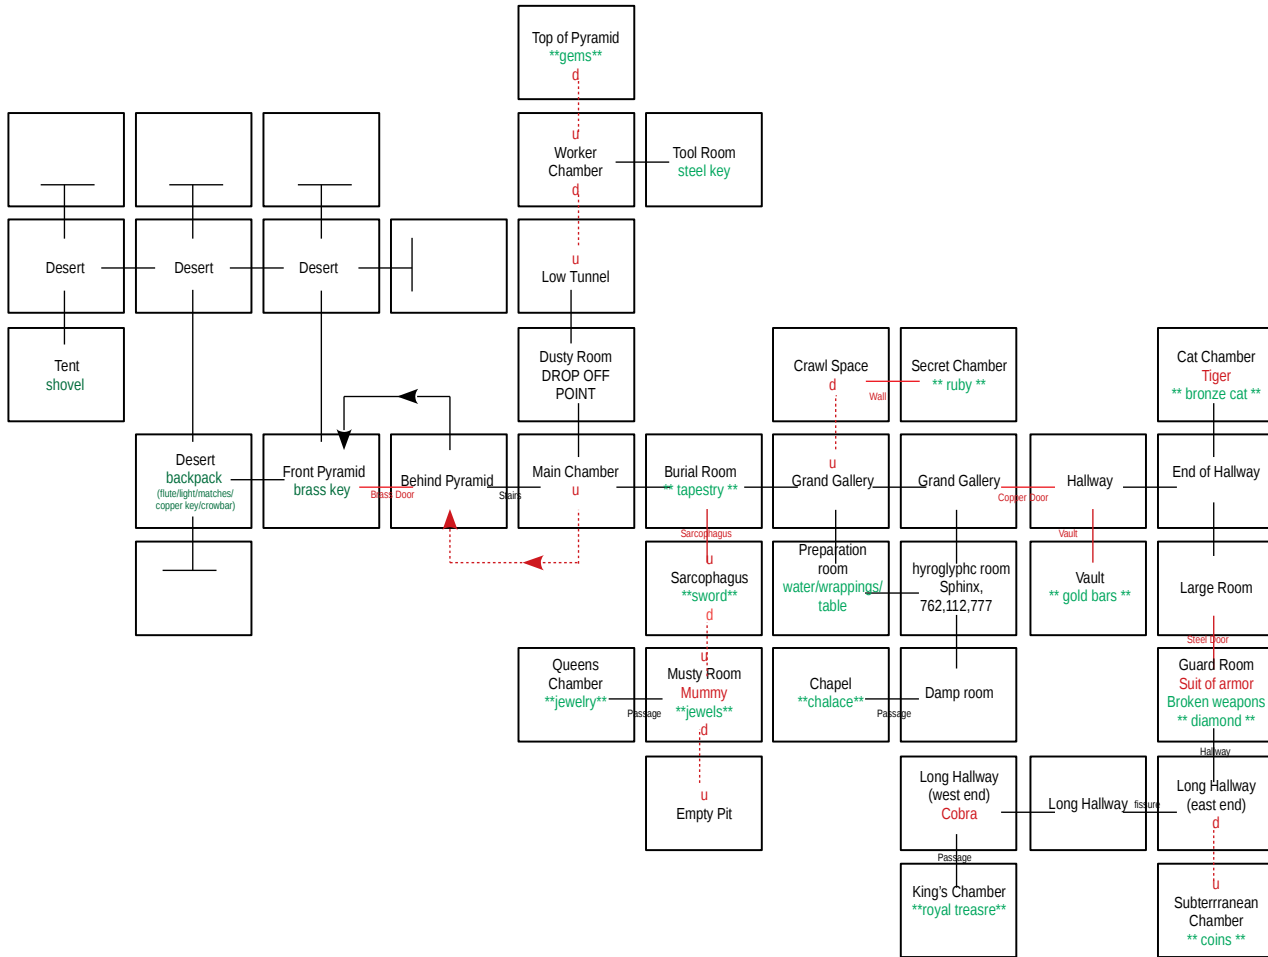 Top of Pyramid
**gems**
d
u
Worker
Chamber
d
Tool Room
steel key
Desert
Desert
Desert
u
Low Tunnel
Tent
shovel
Dusty Room
DROP OFF
POINT
Crawl Space
d
Wall
Secret Chamber
** ruby **
Cat Chamber
Tiger
** bronze cat **
Desert
backpack
(flute/light/matches/
copper key/crowbar)
Front Pyramid
brass key
Brass Door
Behind Pyramid
Stairs
Main Chamber
u
Burial Room
** tapestry **
u
Grand Gallery
Grand Gallery
Copper Door
Hallway
End of Hallway
Sarcophagus
u
Sarcophagus
**sword**
d
Preparation
room
water/wrappings/
table
hyroglyphc room
Sphinx,
762,112,777
Vault
Vault
** gold bars **
Large Room
Steel Door
Queens
Chamber
**jewelry**
Passage
u
Musty Room
Mummy
**jewels**
d
Chapel
**chalace**
Passage
Damp room
Guard Room
Suit of armor
Broken weapons
** diamond **
Hallway
u
Empty Pit
Long Hallway
(west end)
Cobra
Long Hallway
fissure
Long Hallway
(east end)
d
Passage
King's Chamber
**royal treasre**
u
Subterrranean
Chamber
** coins **